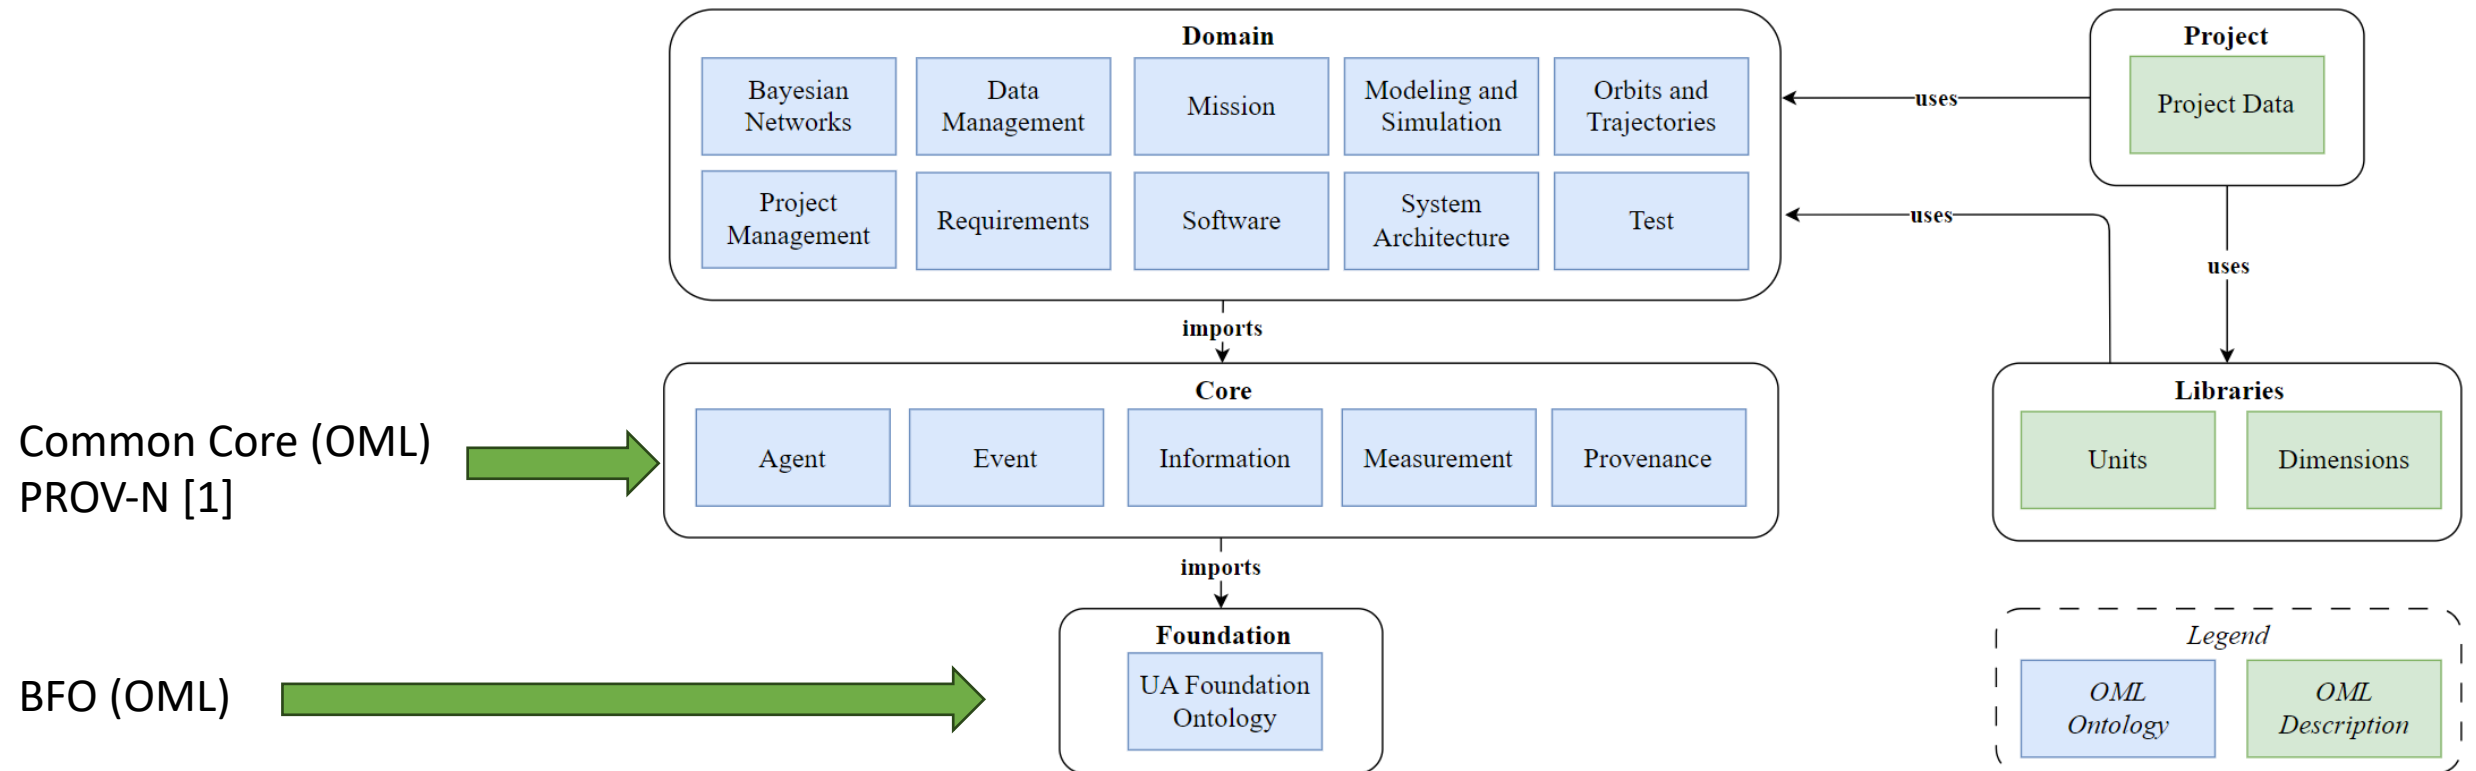 Domain
Bayesian
Networks
Data
Management
Mission
Modeling and
Simulation
Orbits and
Trajectories
Project
Management
Requirements
Software
System
Architecture
Test
Project
Project Data
uses
uses
uses
imports
Core
Agent
Event
Information
Measurement
Provenance
Libraries
Units
Dimensions
Common Core (OML)
PROV-N [1]
imports
Foundation
UA Foundation
Ontology
BFO (OML)
Legend
OML
Ontology
OML
Description